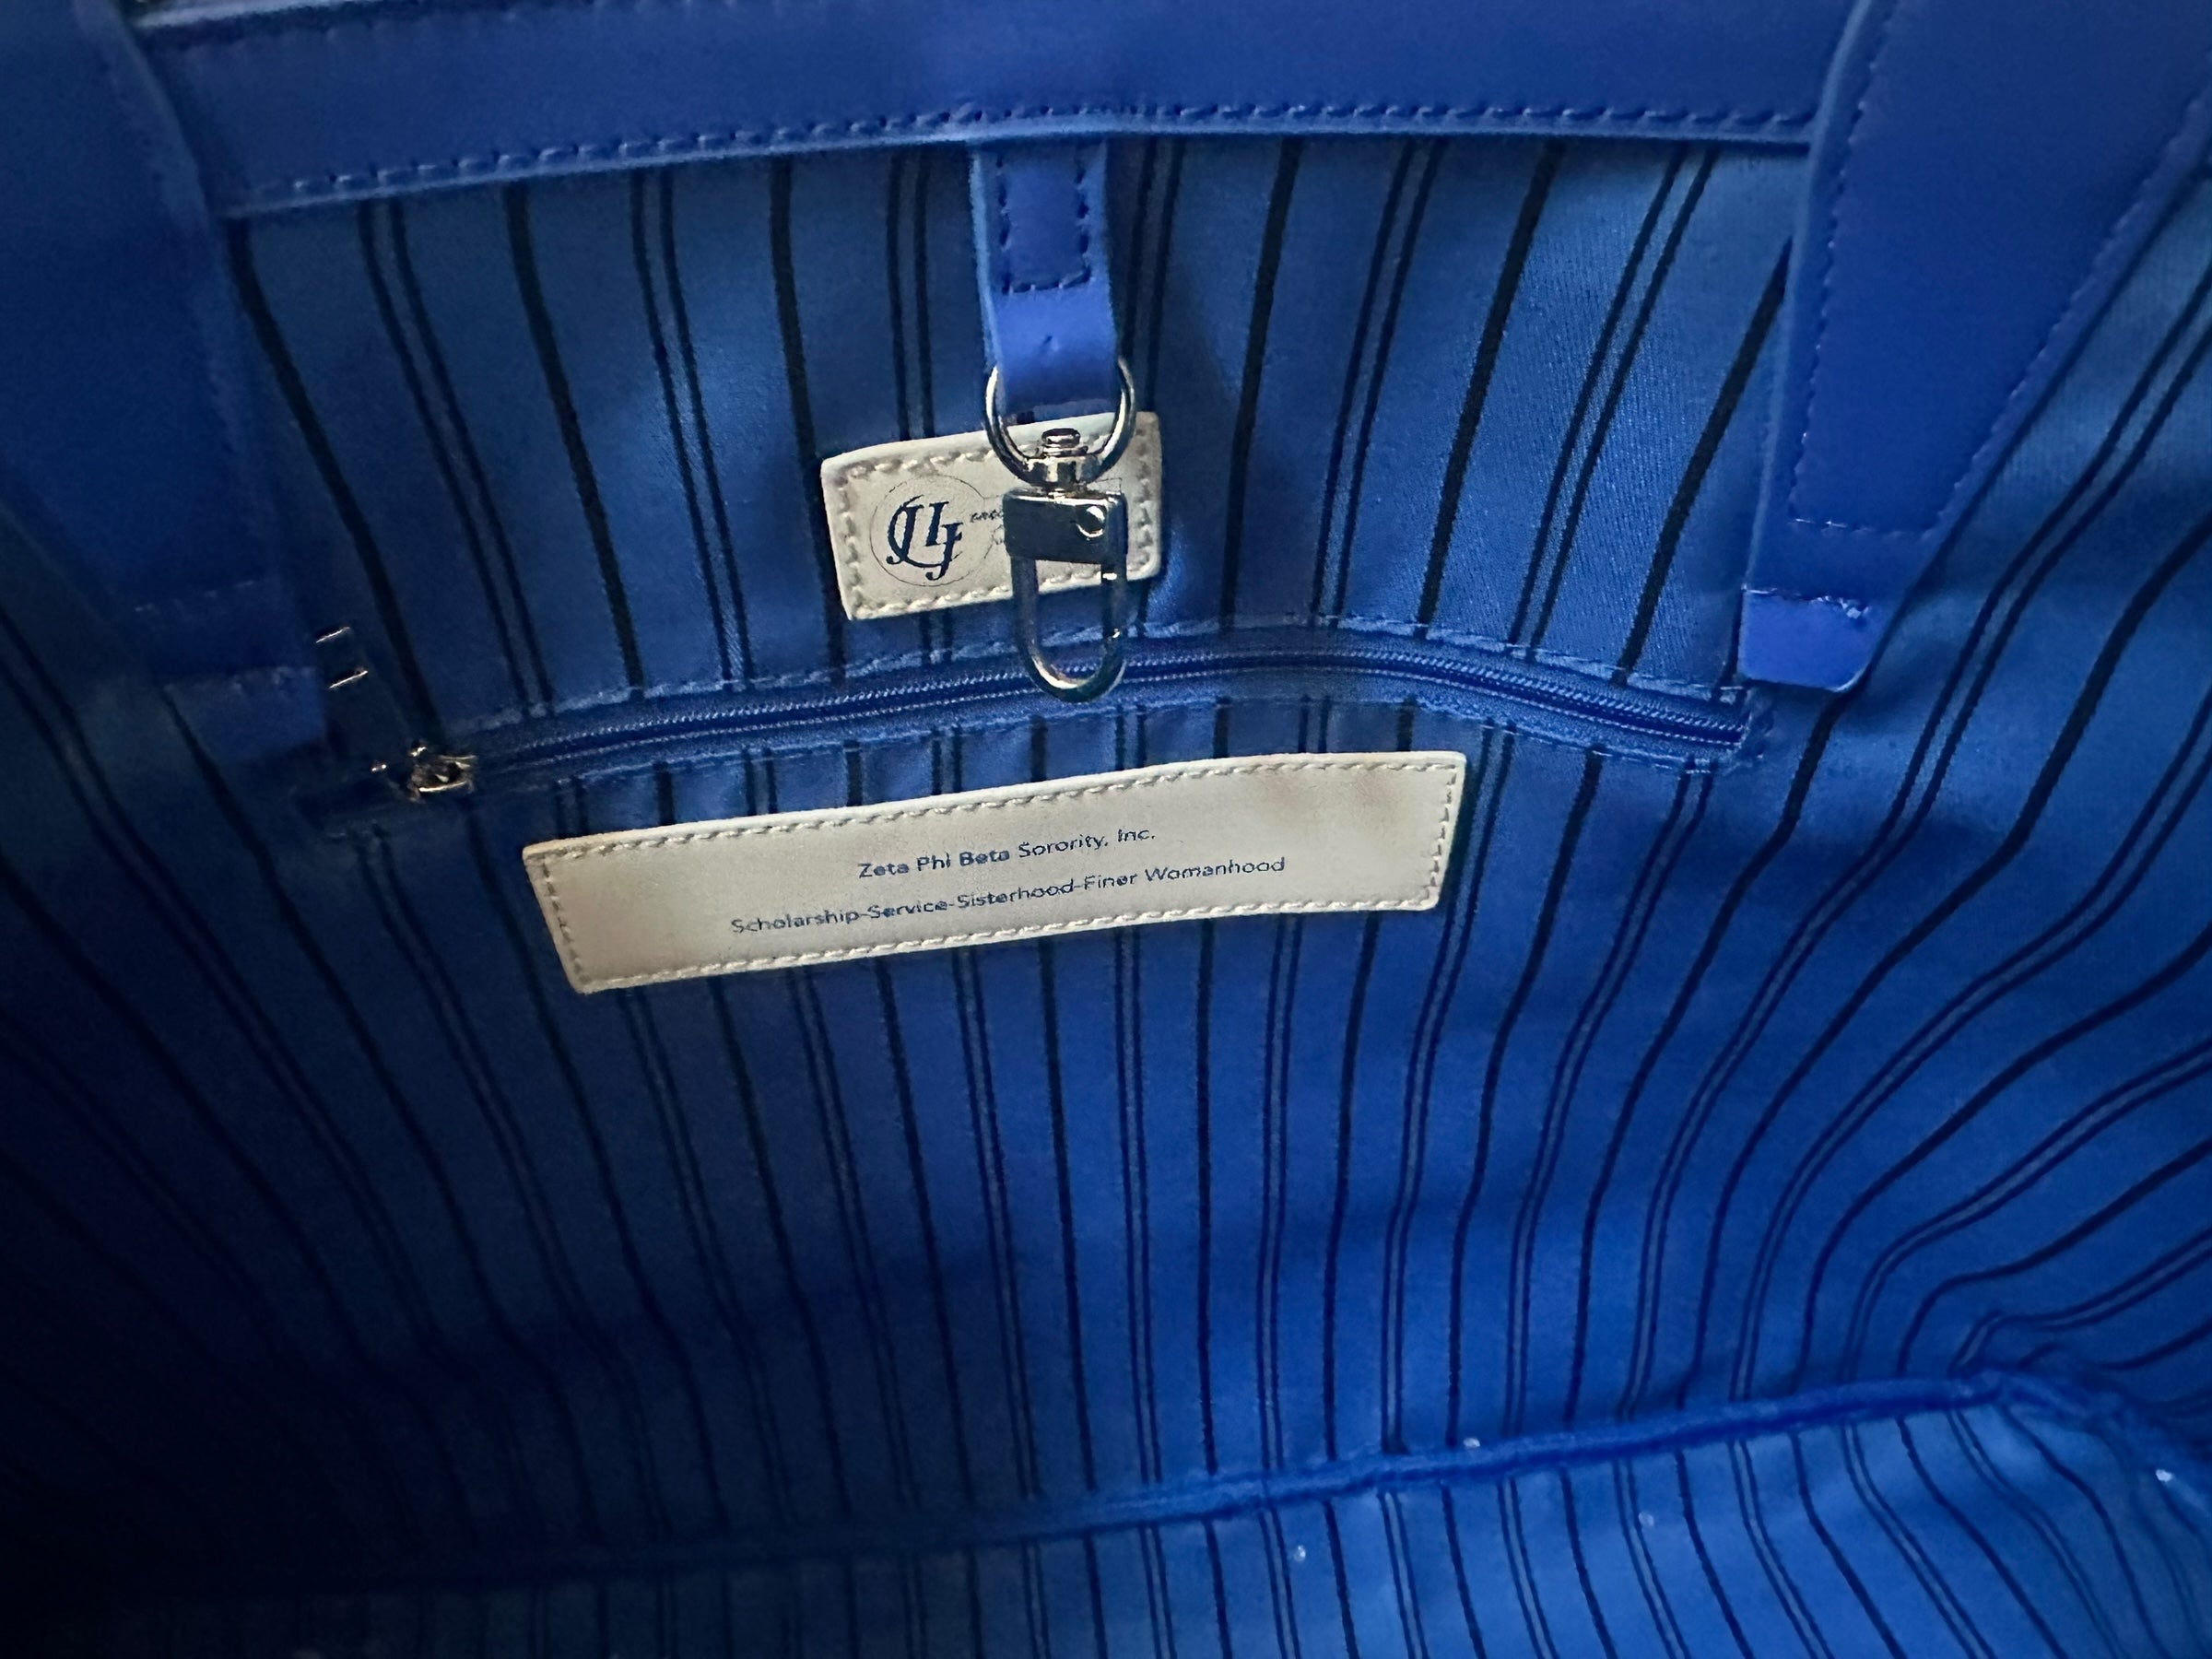 Zeta Phi Beta Sorority, Inc.
Scholarship-Service-Sisterhood-Finer Womanhood